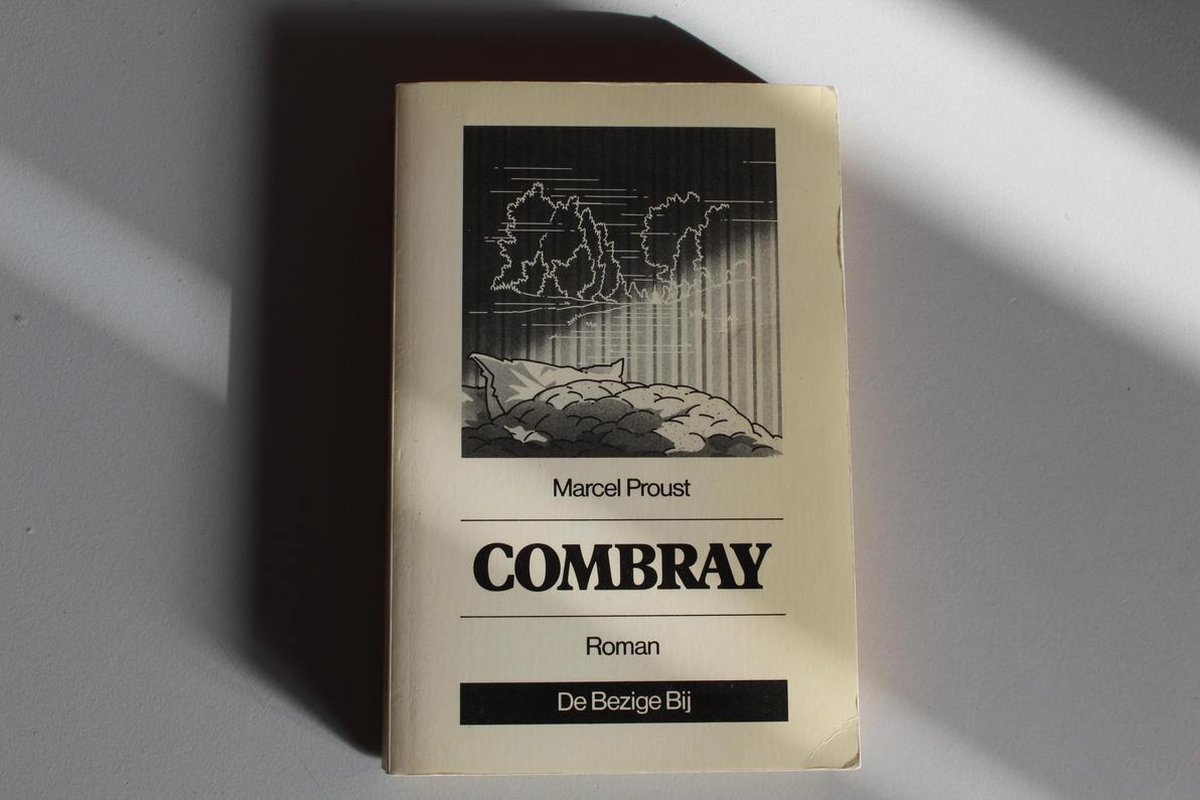 Marcel Proust
COMBRAY
Roman
De Bezige Bij